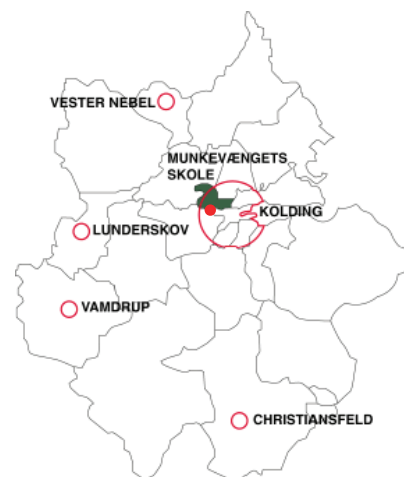 VESTER NEBEL
MUNKEVÆNGETS
SKOLE
KOLDING
LUNDERSKOV
VAMDRUP
CHRISTIANSFELD